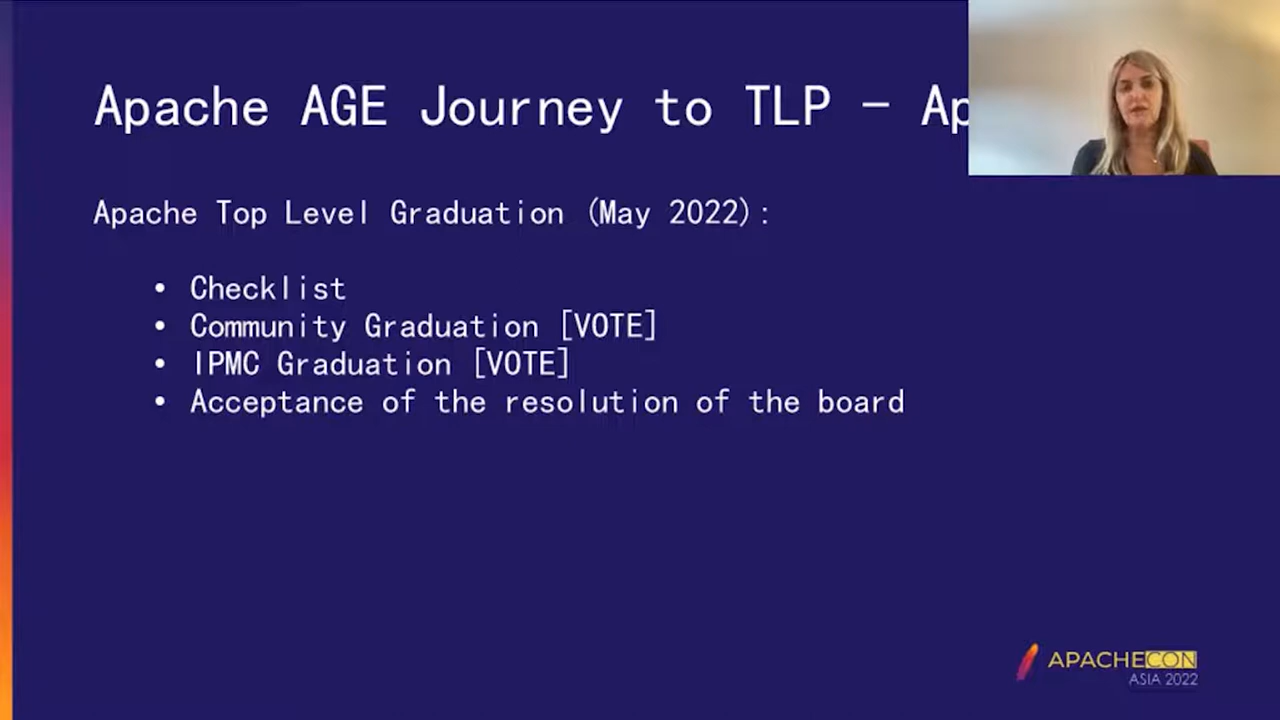 Apache AGE Journey to TLP - Ap
Apache Top Level Graduation (May 2022):
• Checklist
• Community Graduation [VOTE]
• IPMC Graduation [VOTE]
• Acceptance of the resolution of the board
APACHECON
ASIA 2022